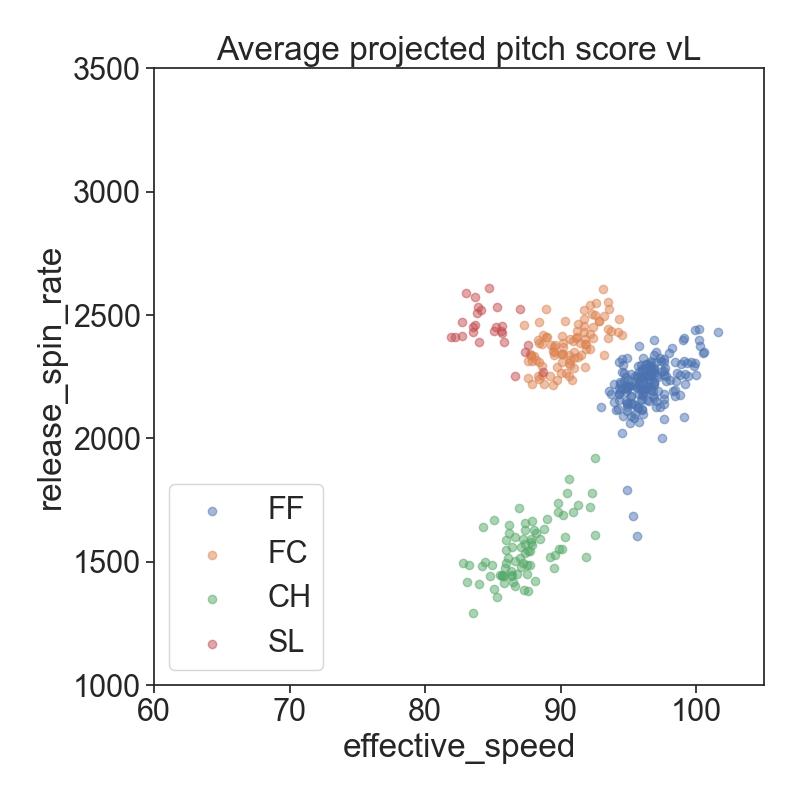 Average projected pitch score vL
3500
3000
2500
2000
1500
1000
release_spin_rate
FF
FC
CH
SL
60 70 80 90 100
effective_speed